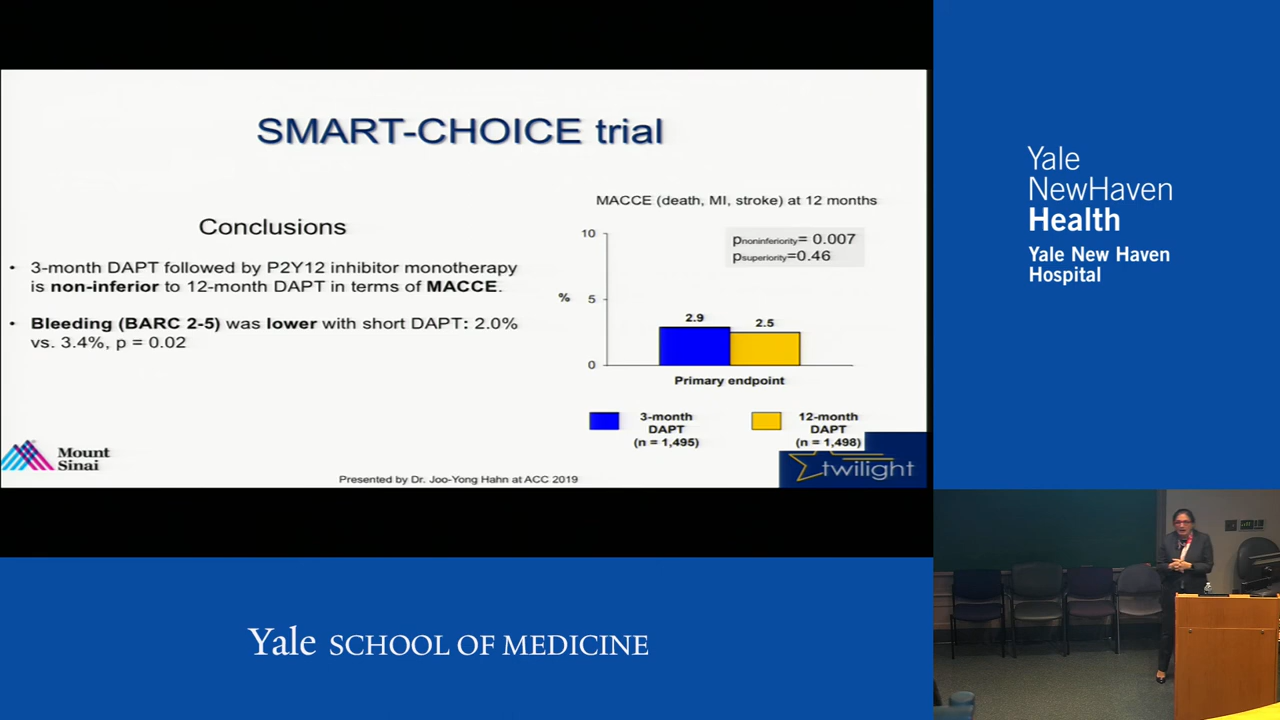 SMART-CHOICE trial
Conclusions
• 3-month DAPT followed by P2Y12 inhibitor monotherapy
is non-inferior to 12-month DAPT in terms of MACCE.
• Bleeding (BARC 2-5) was lower with short DAPT: 2.0%
vs. 3.4%, p = 0.02
MACCE (death, MI, stroke) at 12 months
pnoninferiority= 0.007
psuperiority=0.46
10
%
5
0
2.9
2.5
Primary endpoint
3-month
DAPT
(n = 1,495)
12-month
DAPT
(n = 1,498)
Mount
Sinai
Presented by Dr. Joo-Yong Hahn at ACC 2019
twilight
Yale
NewHaven
Health
Yale New Haven
Hospital
Yale SCHOOL OF MEDICINE